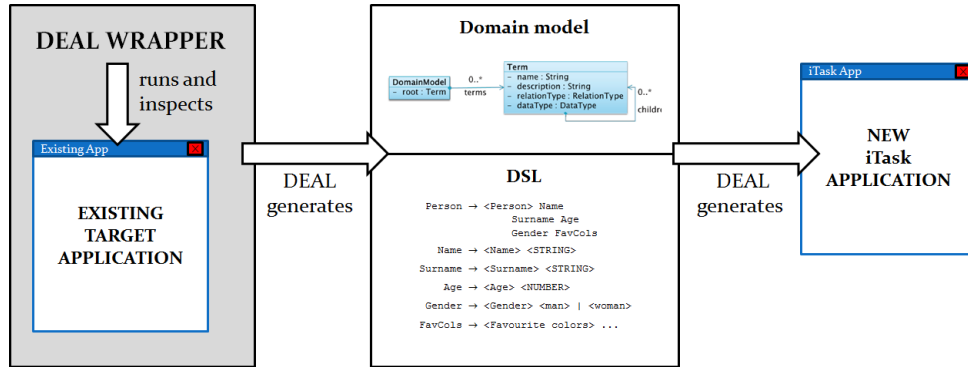 DEAL WRAPPER
runs and
inspects
Existing App
X
EXISTING
TARGET
APPLICATION
DEAL
generates
Domain model
DomainModel
– root : Term
0..*
terms
Term
– name : String
– description : String
– relationType : RelationType
– dataType : DataType
0..*
children
DSL
Person → <Person> Name
Surname Age
Gender FavCols
Name → <Name> <STRING>
Surname → <Surname> <STRING>
Age → <Age> <NUMBER>
Gender → <Gender> <man> | <woman>
FavCols → <Favourite colors> ...
DEAL
generates
iTask App
X
NEW
iTask
APPLICATION